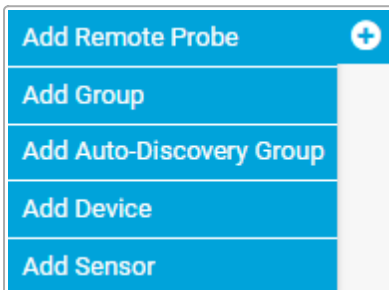 Add Remote Probe
Add Group
Add Auto-Discovery Group
Add Device
Add Sensor